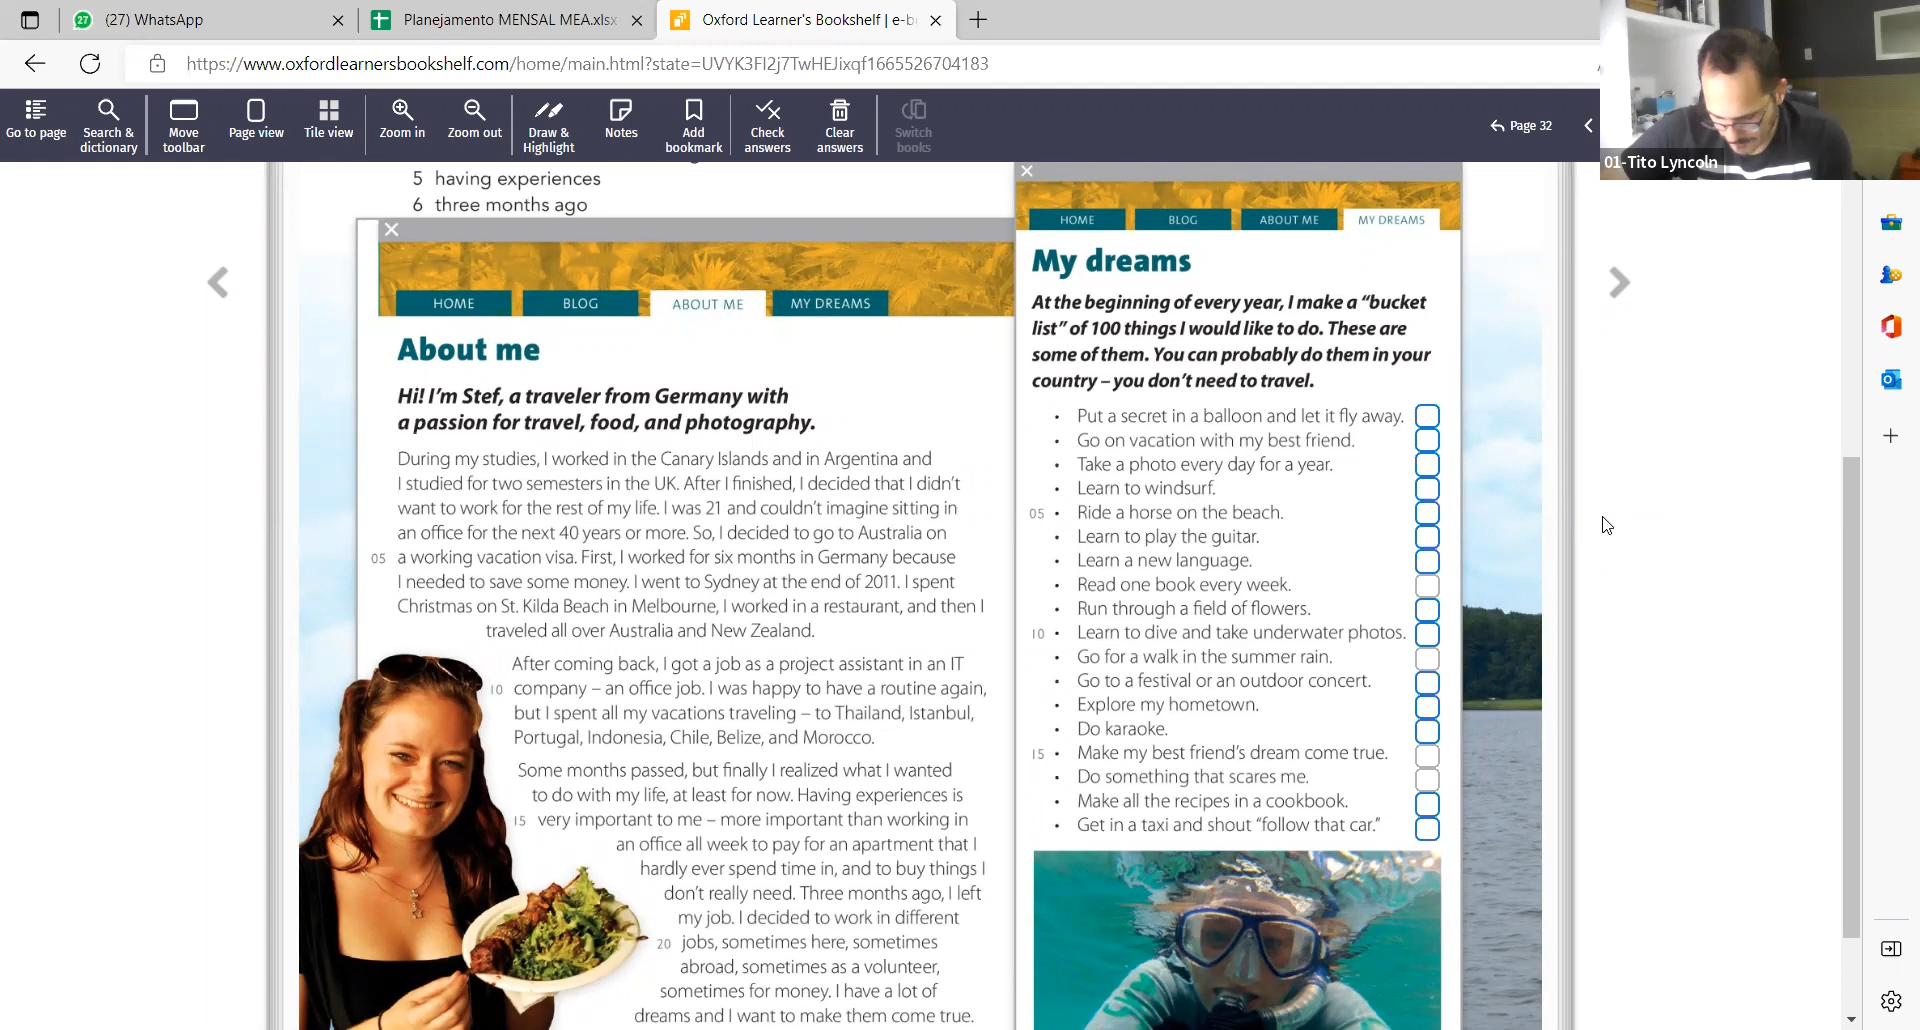 (27) WhatsApp
Planejamento MENSAL MEA.xlsx
Oxford Learner's Bookshelf | e-b
https://www.oxfordlearnersbookshelf.com/home/main.html?state=UVYK3FI2j7TwHEJixqf1665526704183
Go to page
Search & dictionary
Move toolbar
Page view
Tile view
Zoom in
Zoom out
Draw & Highlight
Notes
Add bookmark
Check answers
Clear answers
Switch books
Page 32
01-Tito Lyncoln
5 having experiences
6 three months ago
HOME BLOG ABOUT ME MY DREAMS
About me
Hi! I'm Stef, a traveler from Germany with
a passion for travel, food, and photography.
During my studies, I worked in the Canary Islands and in Argentina and
I studied for two semesters in the UK. After I finished, I decided that I didn't
want to work for the rest of my life. I was 21 and couldn't imagine sitting in
an office for the next 40 years or more. So, I decided to go to Australia on
05 a working vacation visa. First, I worked for six months in Germany because
I needed to save some money. I went to Sydney at the end of 2011. I spent
Christmas on St. Kilda Beach in Melbourne, I worked in a restaurant, and then I
traveled all over Australia and New Zealand.
After coming back, I got a job as a project assistant in an IT
10 company – an office job. I was happy to have a routine again,
but I spent all my vacations traveling – to Thailand, Istanbul,
Portugal, Indonesia, Chile, Belize, and Morocco.
Some months passed, but finally I realized what I wanted
to do with my life, at least for now. Having experiences is
15 very important to me – more important than working in
an office all week to pay for an apartment that I
hardly ever spend time in, and to buy things I
don't really need. Three months ago, I left
my job. I decided to work in different
20 jobs, sometimes here, sometimes
abroad, sometimes as a volunteer,
sometimes for money. I have a lot of
dreams and I want to make them come true.
HOME BLOG ABOUT ME MY DREAMS
My dreams
At the beginning of every year, I make a “bucket
list” of 100 things I would like to do. These are
some of them. You can probably do them in your
country – you don't need to travel.
• Put a secret in a balloon and let it fly away.
• Go on vacation with my best friend.
• Take a photo every day for a year.
• Learn to windsurf.
05 • Ride a horse on the beach.
• Learn to play the guitar.
• Learn a new language.
• Read one book every week.
• Run through a field of flowers.
10 • Learn to dive and take underwater photos.
• Go for a walk in the summer rain.
• Go to a festival or an outdoor concert.
• Explore my hometown.
• Do karaoke.
15 • Make my best friend's dream come true.
• Do something that scares me.
• Make all the recipes in a cookbook.
• Get in a taxi and shout “follow that car.”